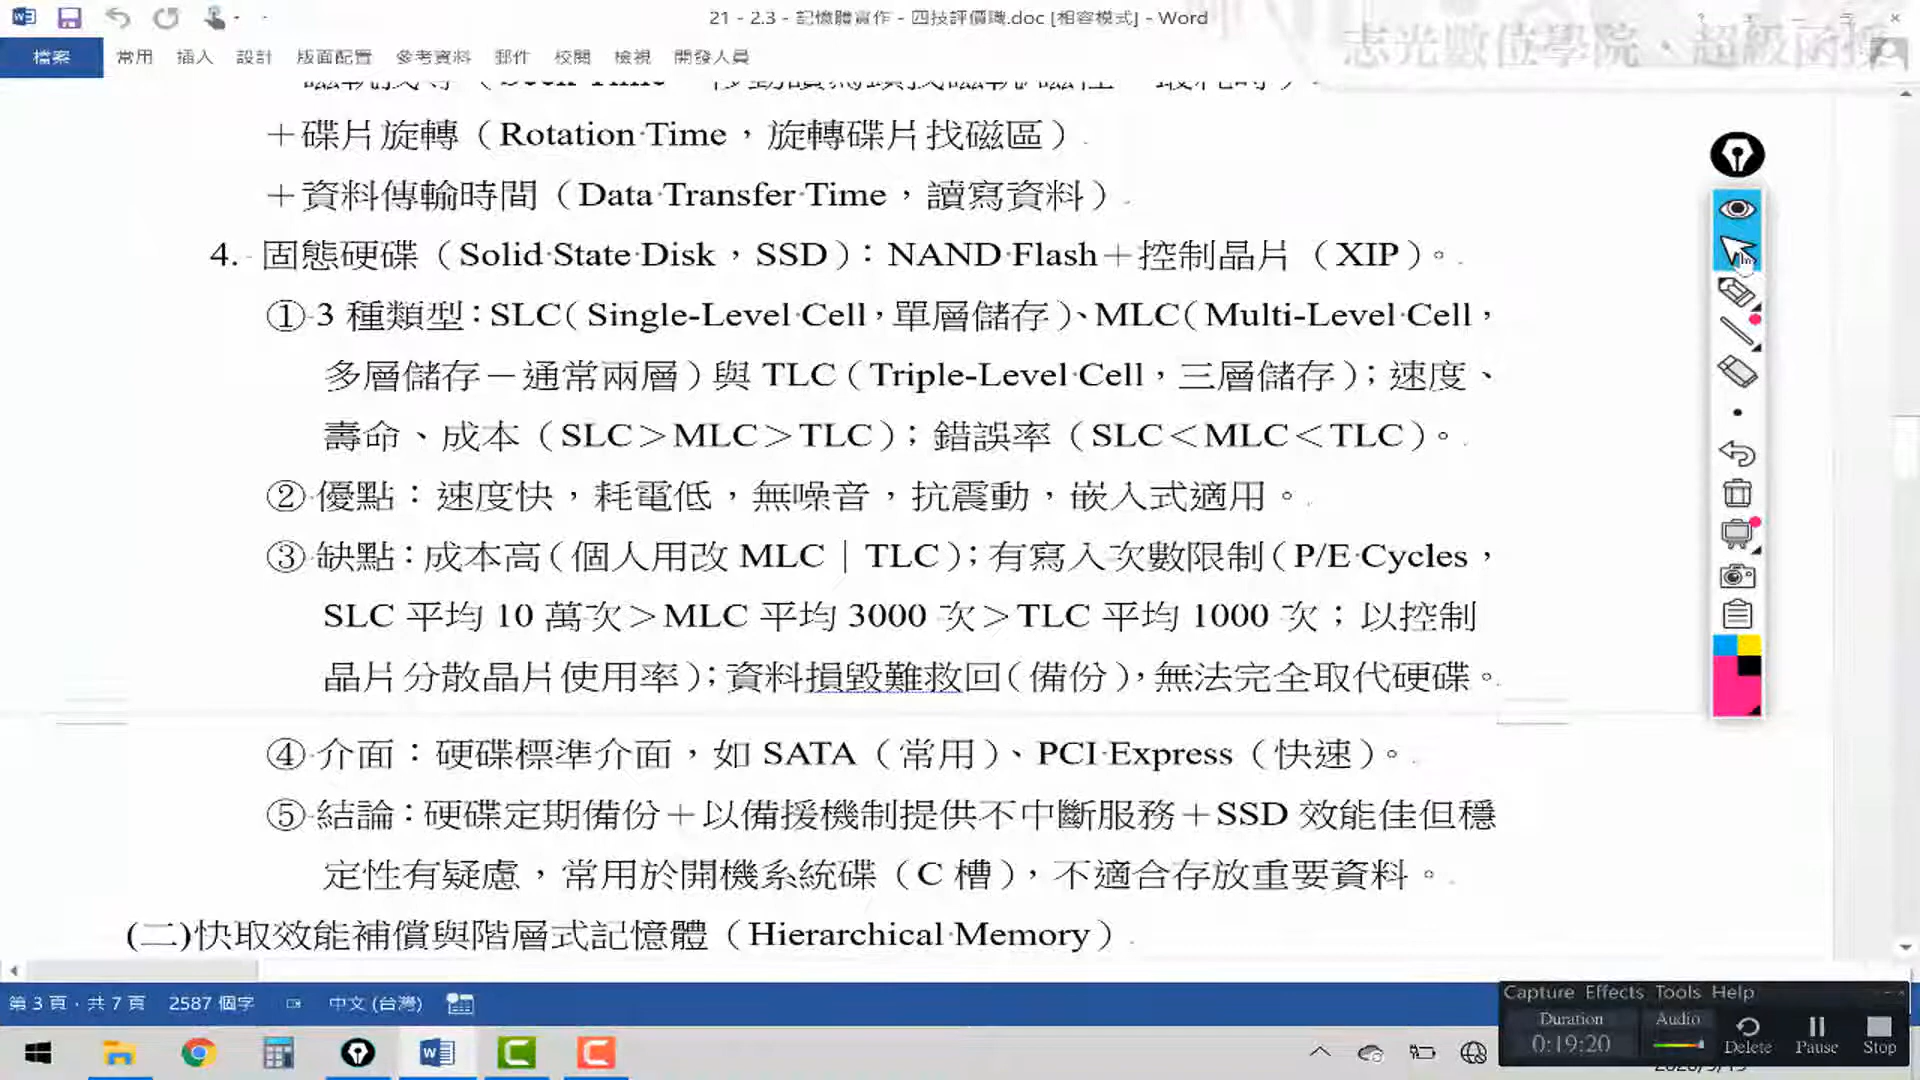 21 - 2.3 - 記憶體實作 - 四技評價職.doc [相容模式] - Word
志光數位學院、超級函授
檔案 常用 插入 設計 版面配置 參考資料 郵件 校閱 檢視 開發人員
＋碟片旋轉（Rotation Time，旋轉碟片找磁區）
＋資料傳輸時間（Data Transfer Time，讀寫資料）
4. 固態硬碟（Solid State Disk，SSD）：NAND Flash＋控制晶片（XIP）。
① 3 種類型：SLC（Single-Level Cell，單層儲存）、MLC（Multi-Level Cell，
多層儲存－通常兩層）與 TLC（Triple-Level Cell，三層儲存）；速度、
壽命、成本（SLC＞MLC＞TLC）；錯誤率（SLC＜MLC＜TLC）。
② 優點：速度快，耗電低，無噪音，抗震動，嵌入式適用。
③ 缺點：成本高（個人用改 MLC｜TLC）；有寫入次數限制（P/E Cycles，
SLC 平均 10 萬次＞MLC 平均 3000 次＞TLC 平均 1000 次；以控制
晶片分散晶片使用率）；資料損毀難救回（備份），無法完全取代硬碟。
④ 介面：硬碟標準介面，如 SATA（常用）、PCI Express（快速）。
⑤ 結論：硬碟定期備份＋以備援機制提供不中斷服務＋SSD 效能佳但穩
定性有疑慮，常用於開機系統碟（C 槽），不適合存放重要資料。
(二)快取效能補償與階層式記憶體（Hierarchical Memory）
第 3 頁，共 7 頁 2587 個字 中文 (台灣)
Capture Effects Tools Help
Duration Audio
0:19:20 Delete Pause Stop